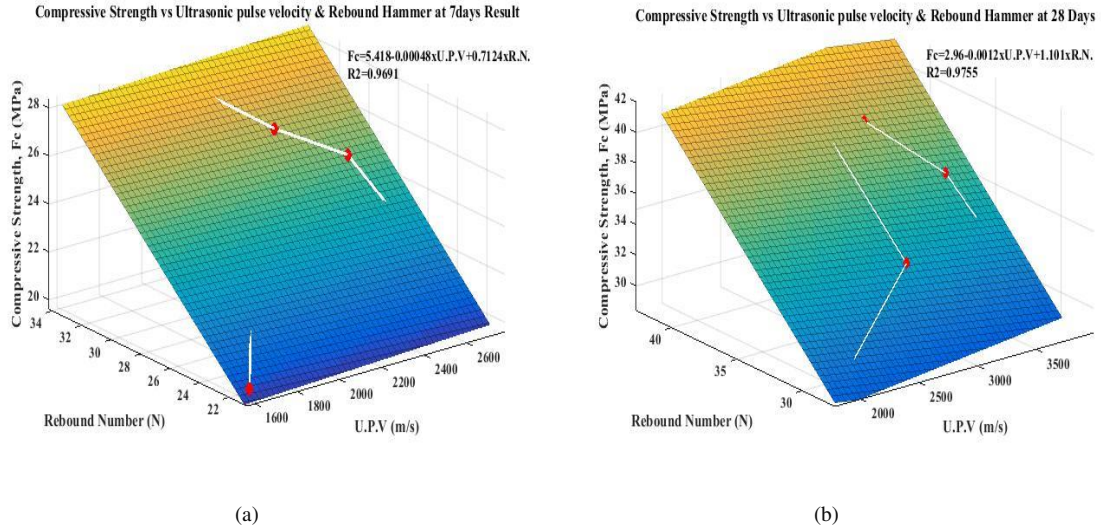 Compressive Strength vs Ultrasonic pulse velocity & Rebound Hammer at 7days Result
Fc=5.418-0.00048xU.P.V+0.7124xR.N.
R2=0.9691
Compressive Strength, Fc (MPa)
28
26
24
22
20
34
32
30
28
26
24
22
Rebound Number (N)
1600
1800
2000
2200
2400
2600
U.P.V (m/s)
(a)
Compressive Strength vs Ultrasonic pulse velocity & Rebound Hammer at 28 Days
Fc=2.96-0.0012xU.P.V+1.101xR.N.
R2=0.9755
Compressive Strength, Fc (MPa)
42
40
38
36
34
32
30
40
35
30
Rebound Number (N)
2000
2500
3000
3500
U.P.V (m/s)
(b)